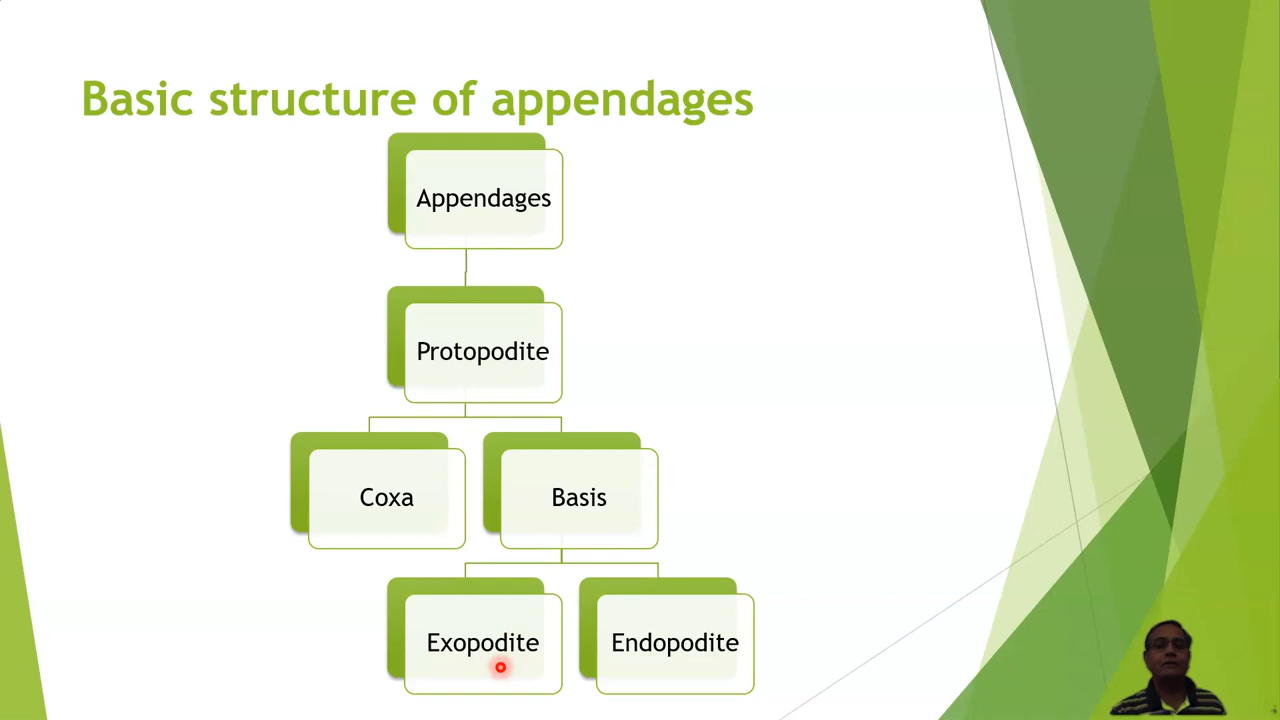 Basic structure of appendages
Appendages
Protopodite
Coxa
Basis
Exopodite
Endopodite